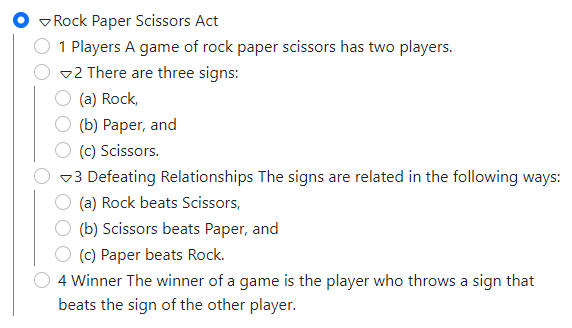 Rock Paper Scissors Act
1 Players A game of rock paper scissors has two players.
2 There are three signs:
(a) Rock,
(b) Paper, and
(c) Scissors.
3 Defeating Relationships The signs are related in the following ways:
(a) Rock beats Scissors,
(b) Scissors beats Paper, and
(c) Paper beats Rock.
4 Winner The winner of a game is the player who throws a sign that
beats the sign of the other player.